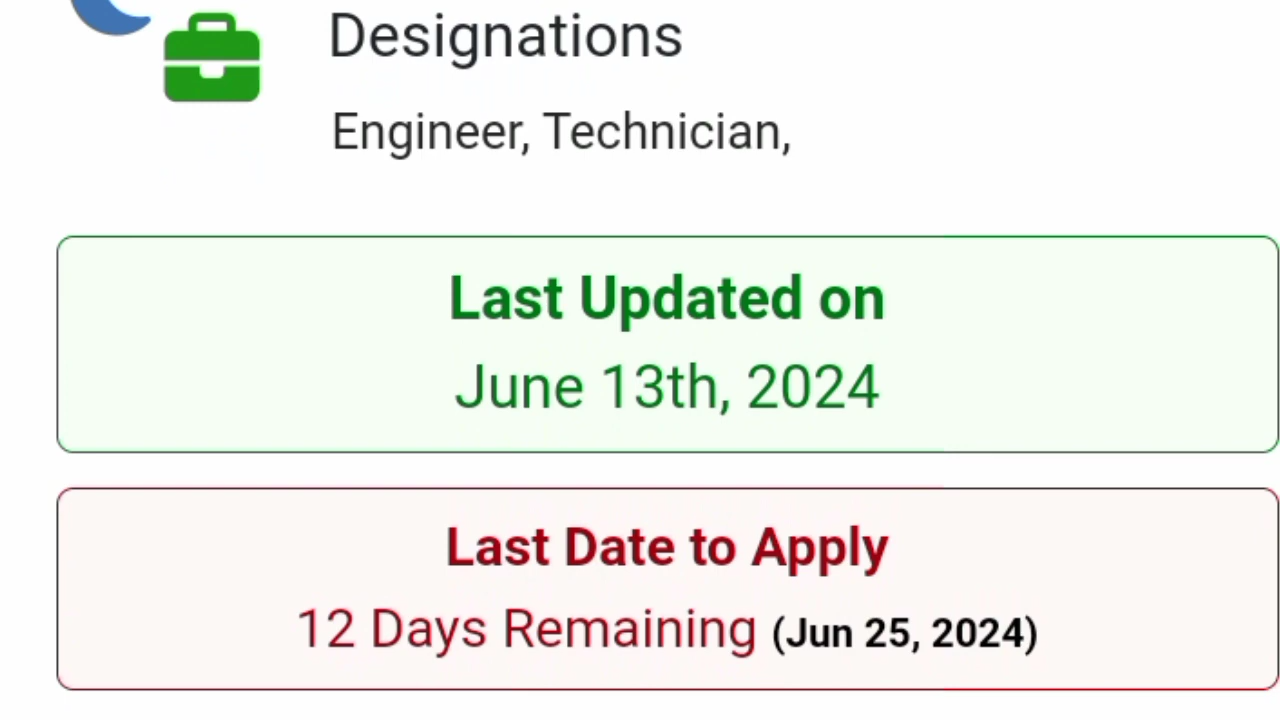 Designations
Engineer, Technician,
Last Updated on
June 13th, 2024
Last Date to Apply
12 Days Remaining (Jun 25, 2024)